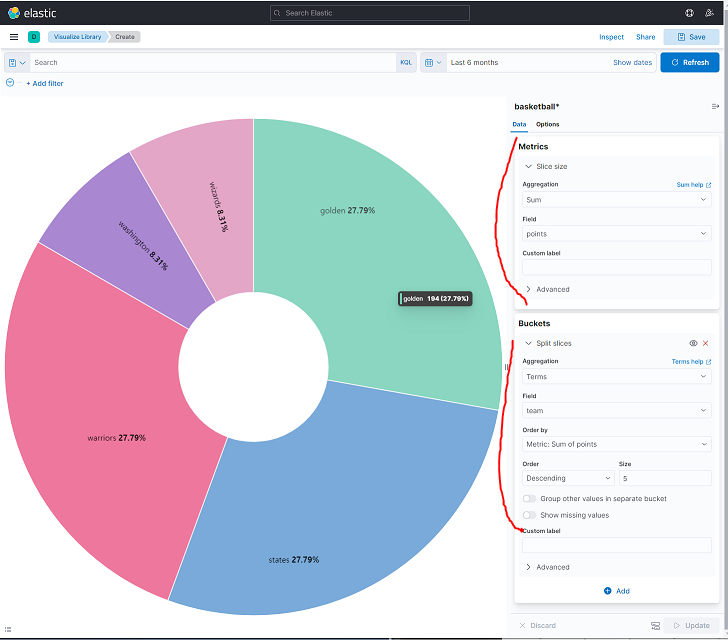 elastic
Search Elastic
D
Visualize Library
Create
Inspect
Share
Save
Search
KQL
Last 6 months
Show dates
Refresh
+ Add filter
wizards 8.31%
washington 8.31%
golden 27.79%
golden 194 (27.79%)
warriors 27.79%
states 27.79%
basketball*
Data
Options
Metrics
Slice size
Aggregation
Sum help
Sum
Field
points
Custom label
Advanced
Buckets
Split slices
Aggregation
Terms help
Terms
Field
team
Order by
Metric: Sum of points
Order
Size
Descending
5
Group other values in separate bucket
Show missing values
Custom label
Advanced
Add
Discard
Update